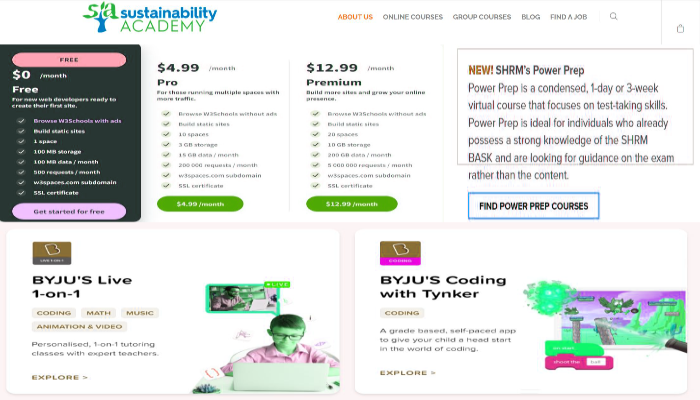 sustainability
ACADEMY
ABOUT US
ONLINE COURSES
GROUP COURSES
BLOG
FIND A JOB
FREE
$0 /month
Free
For new web developers ready to
create their first site.
Browse W3Schools with ads
Build static sites
1 space
100 MB storage
100 MB data / month
500 requests / month
w3spaces.com subdomain
SSL certificate
Get started for free
$4.99 /month
Pro
For those running multiple spaces with
more traffic.
Browse W3Schools without ads
Build static sites
10 spaces
3 GB storage
15 GB data / month
200 000 requests / month
w3spaces.com subdomain
SSL certificate
$4.99 /month
$12.99 /month
Premium
Build more sites and grow your online
presence.
Browse W3Schools without ads
Build static sites
20 spaces
10 GB storage
200 GB data / month
5 000 000 requests / month
w3spaces.com subdomain
SSL certificate
$12.99 /month
NEW! SHRM's Power Prep
Power Prep is a condensed, 1-day or 3-week
virtual course that focuses on test-taking skills.
Power Prep is ideal for individuals who already
possess a strong knowledge of the SHRM
BASK and are looking for guidance on the exam
rather than the content.
FIND POWER PREP COURSES
LIVE 1-ON-1
BYJU'S Live
1-on-1
CODING MATH MUSIC
ANIMATION & VIDEO
Personalised, 1-on-1 tutoring
classes with expert teachers.
EXPLORE >
LIVE
CODING
BYJU'S Coding
with Tynker
CODING
A grade based, self-paced app
to give your child a head start
in the world of coding.
EXPLORE >